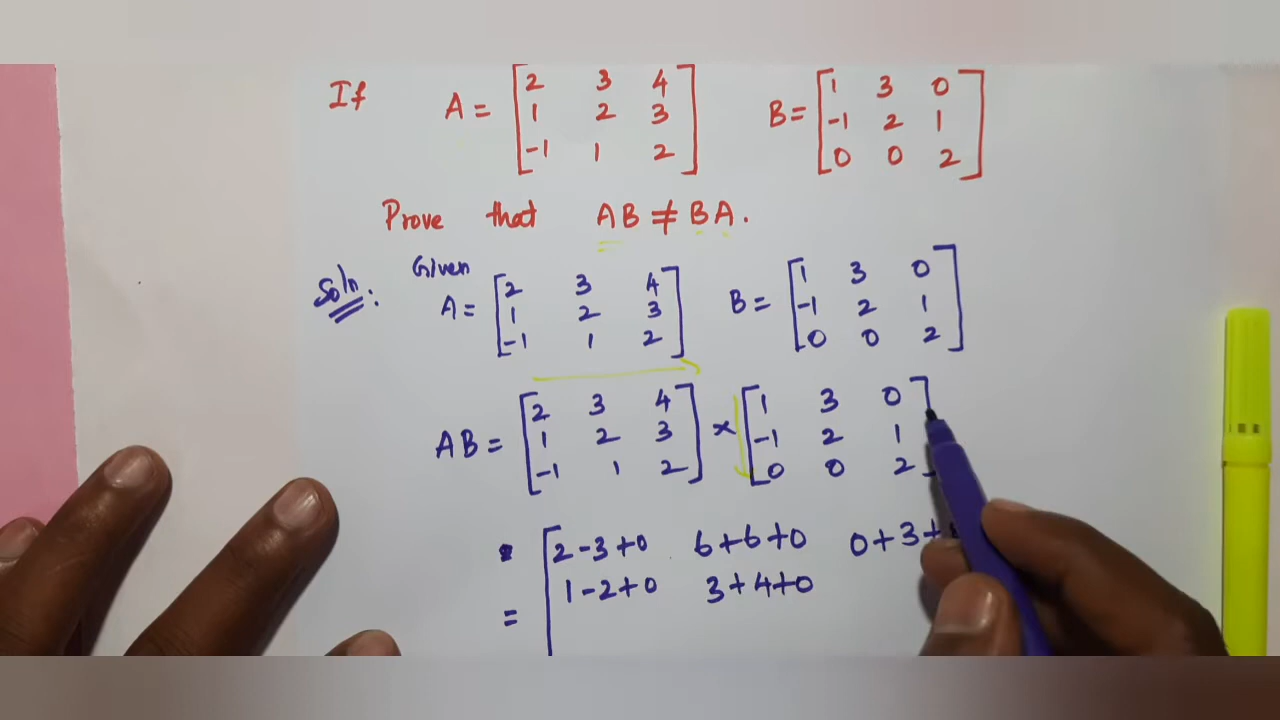 If A = [2 3 4 B = [1 3 0
1 2 3 -1 2 1
-1 1 2] 0 0 2]
Prove that AB ≠ BA.
Soln: Given
A = [2 3 4 B = [1 3 0
1 2 3 -1 2 1
-1 1 2] 0 0 2]
AB = [2 3 4 × [1 3 0
1 2 3 -1 2 1
-1 1 2] 0 0 2]
= [2-3+0 6+6+0 0+3+
= 1-2+0 3+4+0